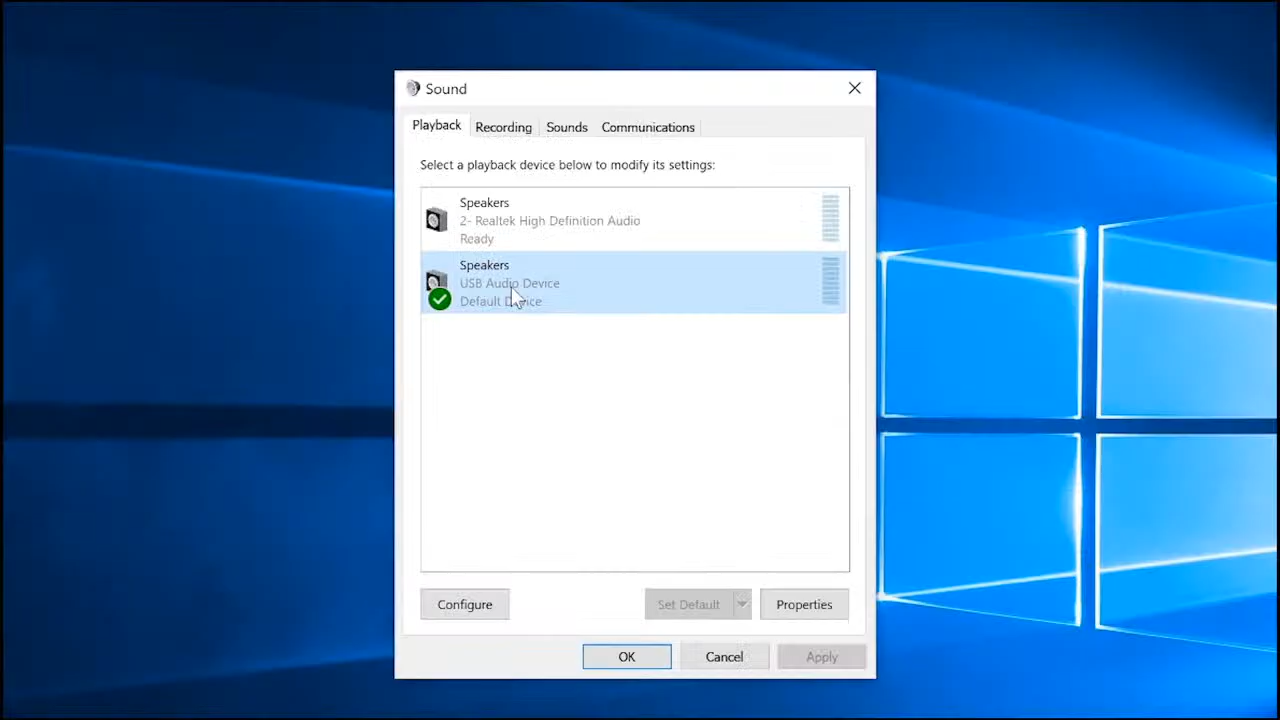 Sound
Playback
Recording
Sounds
Communications
Select a playback device below to modify its settings:
Speakers
2- Realtek High Definition Audio
Ready
Speakers
USB Audio Device
Default Device
Configure
Set Default
Properties
OK
Cancel
Apply